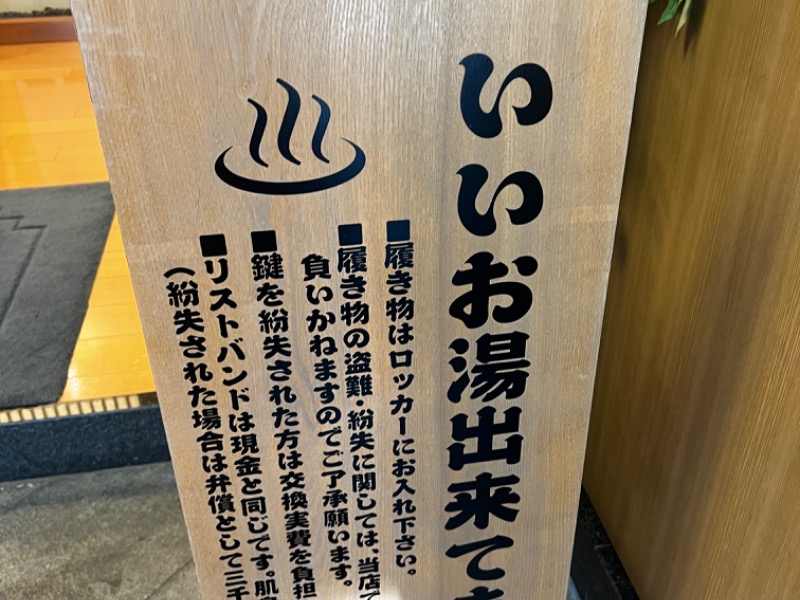 いいお湯出来て
■履き物はロッカーにお入れ下さい。
■履き物の盗難・紛失に関しては、当店で
負いかねますのでご了承願います。
■鍵を紛失された方は交換実費を負担
■リストバンドは現金と同じです。肌
(紛失された場合は弁償として三千